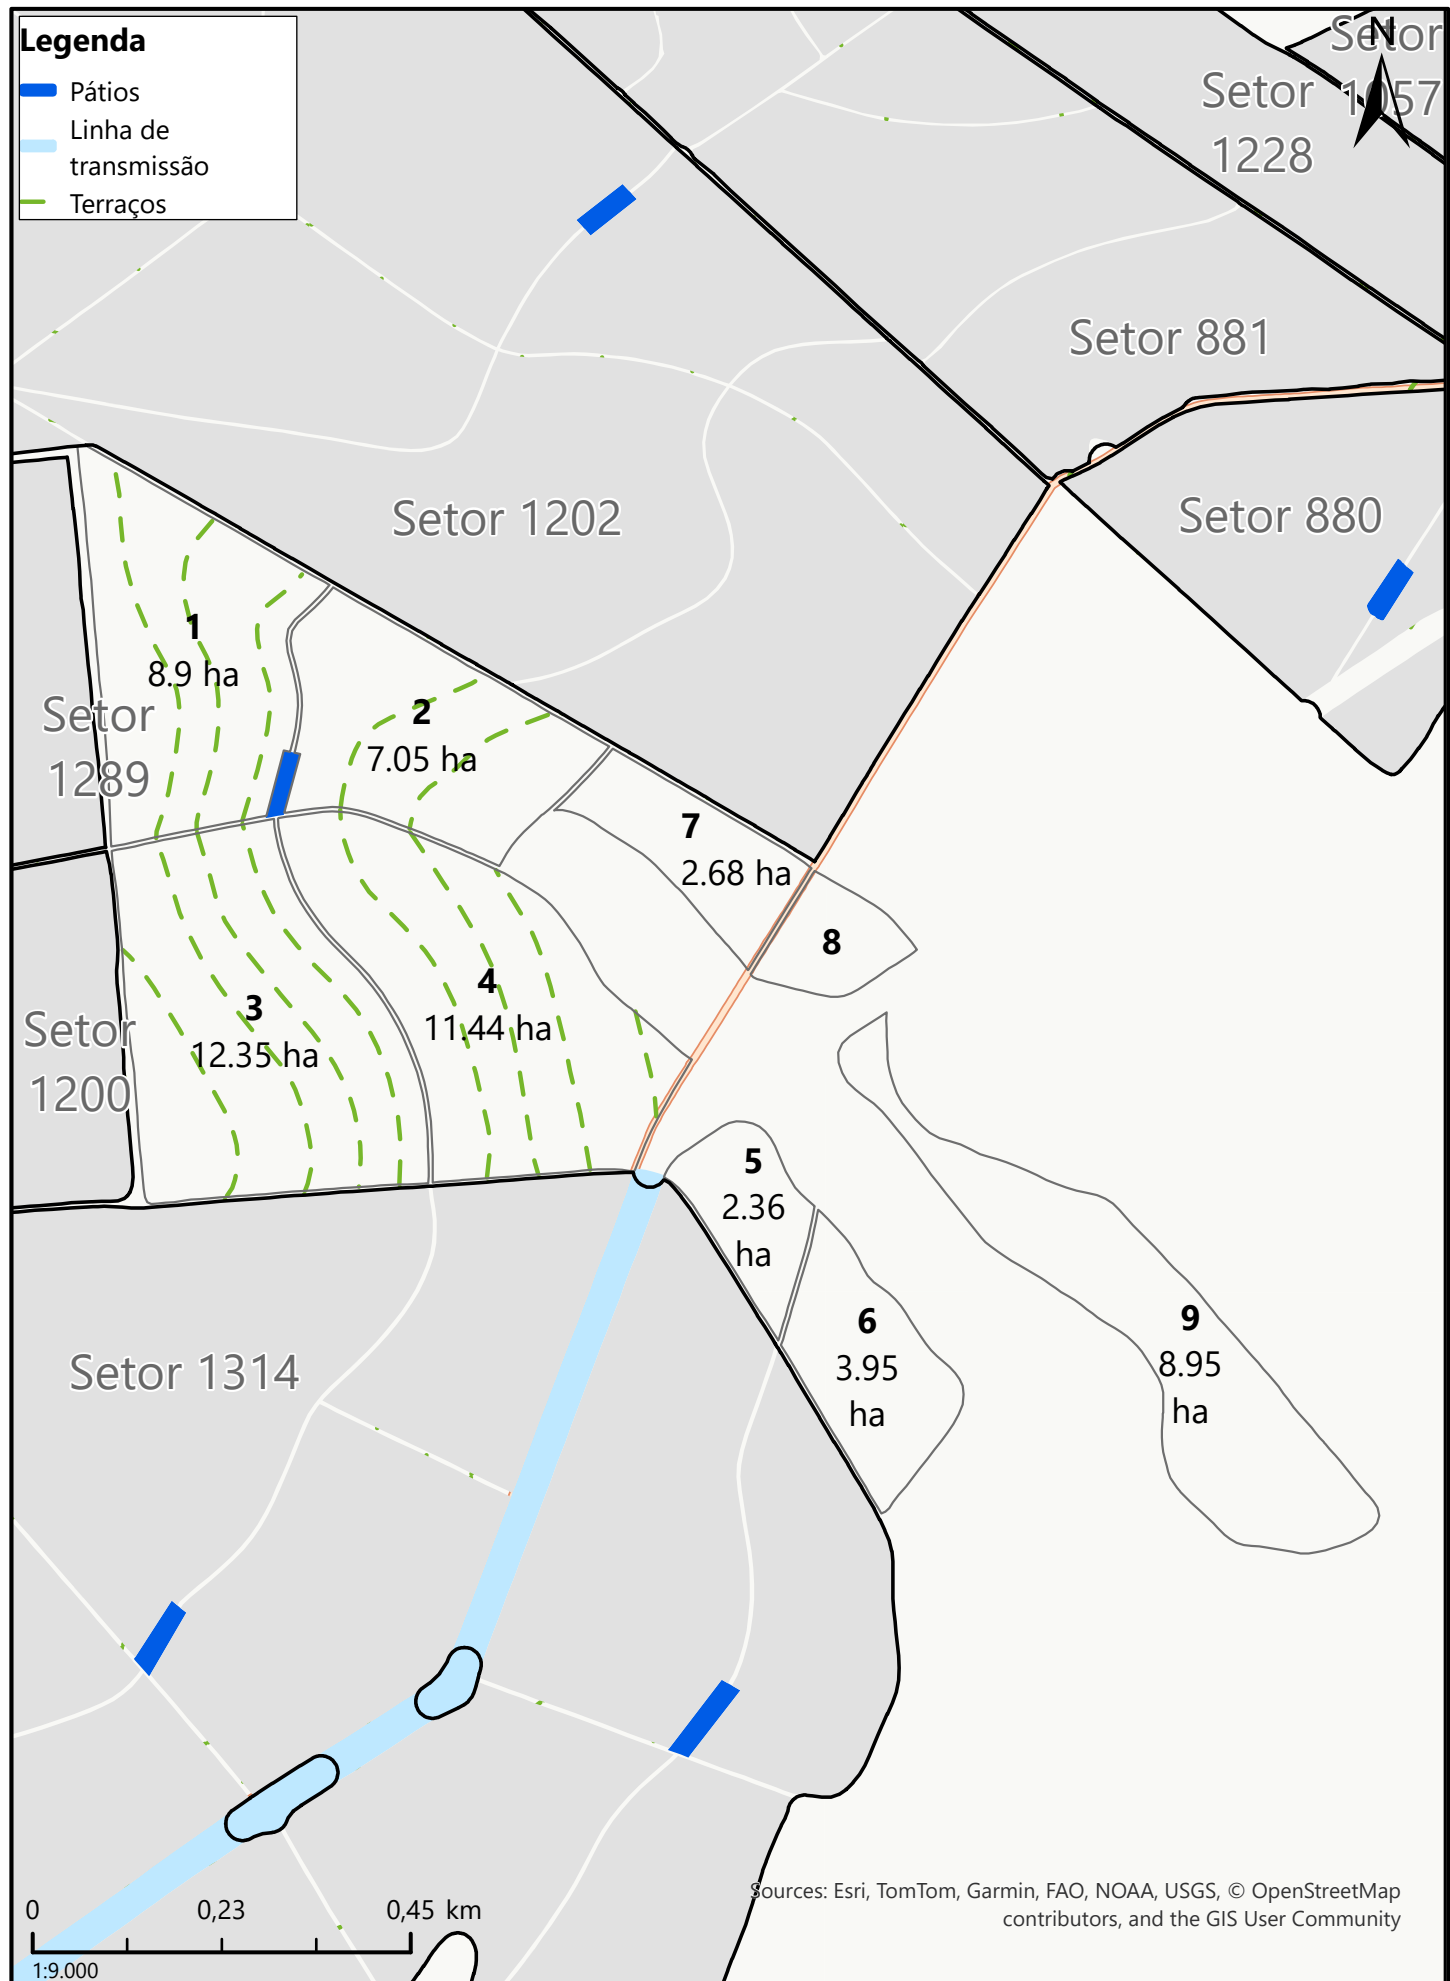 Legenda
Pátios
Linha de
transmissão
Terraços
N
Setor
1057
Setor
1228
Setor 881
Setor 1202
Setor 880
1
8.9 ha
2
7.05 ha
Setor
1289
7
2.68 ha
8
4
11.44 ha
3
12.35 ha
Setor
1200
5
2.36
ha
6
3.95
ha
9
8.95
ha
Setor 1314
Sources: Esri, TomTom, Garmin, FAO, NOAA, USGS, © OpenStreetMap
contributors, and the GIS User Community
0 0,23 0,45 km
1:9.000